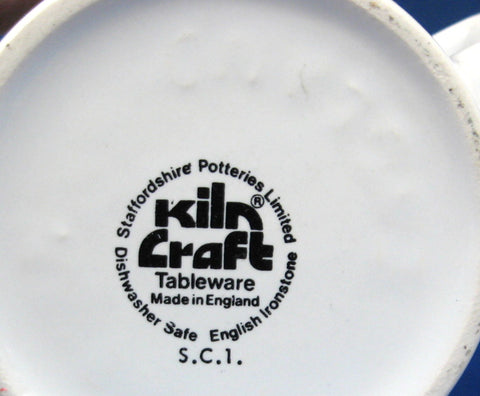 Staffordshire Potteries Limited
Kiln®
Craft
Tableware
Made in England
Dishwasher Safe English Ironstone
S.C.1.